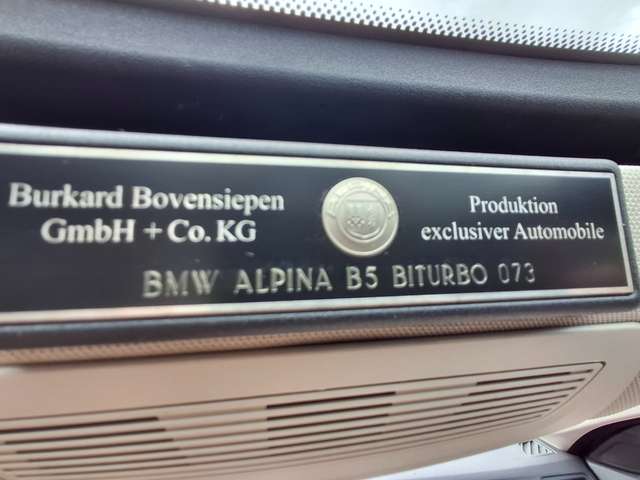 Burkard Bovensiepen
GmbH + Co. KG
Produktion
exclusiver Automobile
BMW ALPINA B5 BITURBO 073